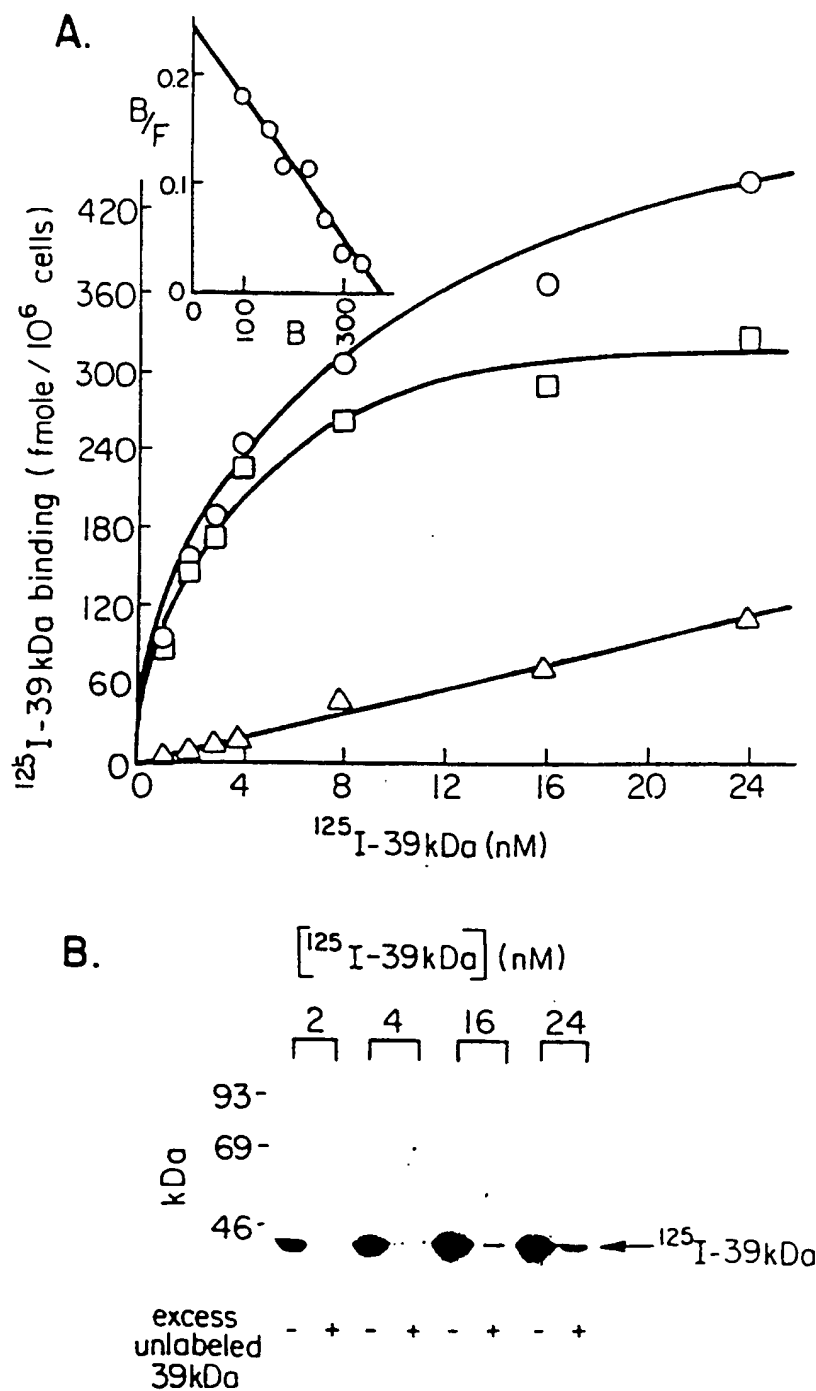 A.
B/F
0.2
0.1
0
0 100 B 300
¹²⁵I-39kDa binding (fmole/10⁶ cells)
420
360
300
240
180
120
60
0
0 4 8 12 16 20 24
¹²⁵I-39kDa (nM)
B.
[¹²⁵I-39kDa] (nM)
2 4 16 24
kDa
93-
69-
46-
¹²⁵I-39kDa
excess
unlabeled
39kDa
- + - + - + - +